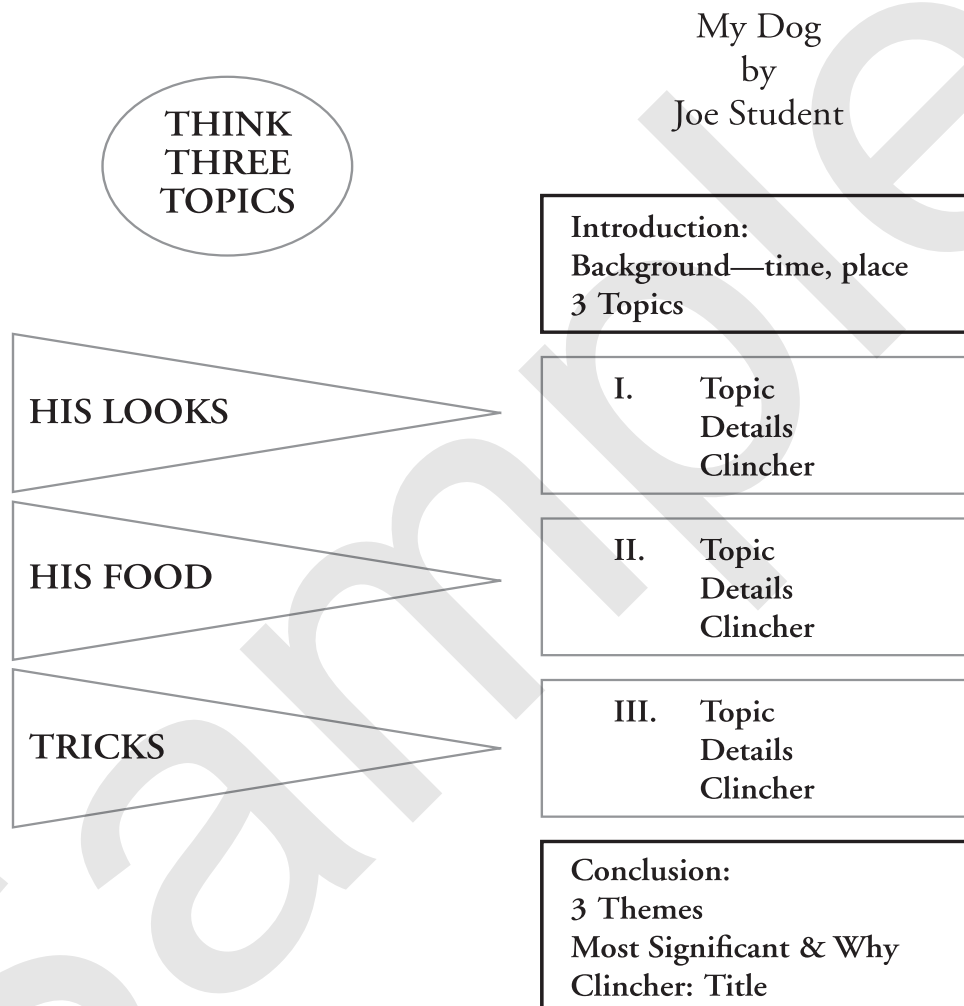 My Dog
by
Joe Student
THINK
THREE
TOPICS
Introduction:
Background—time, place
3 Topics
HIS LOOKS
I. Topic
Details
Clincher
HIS FOOD
II. Topic
Details
Clincher
TRICKS
III. Topic
Details
Clincher
Conclusion:
3 Themes
Most Significant & Why
Clincher: Title
sample